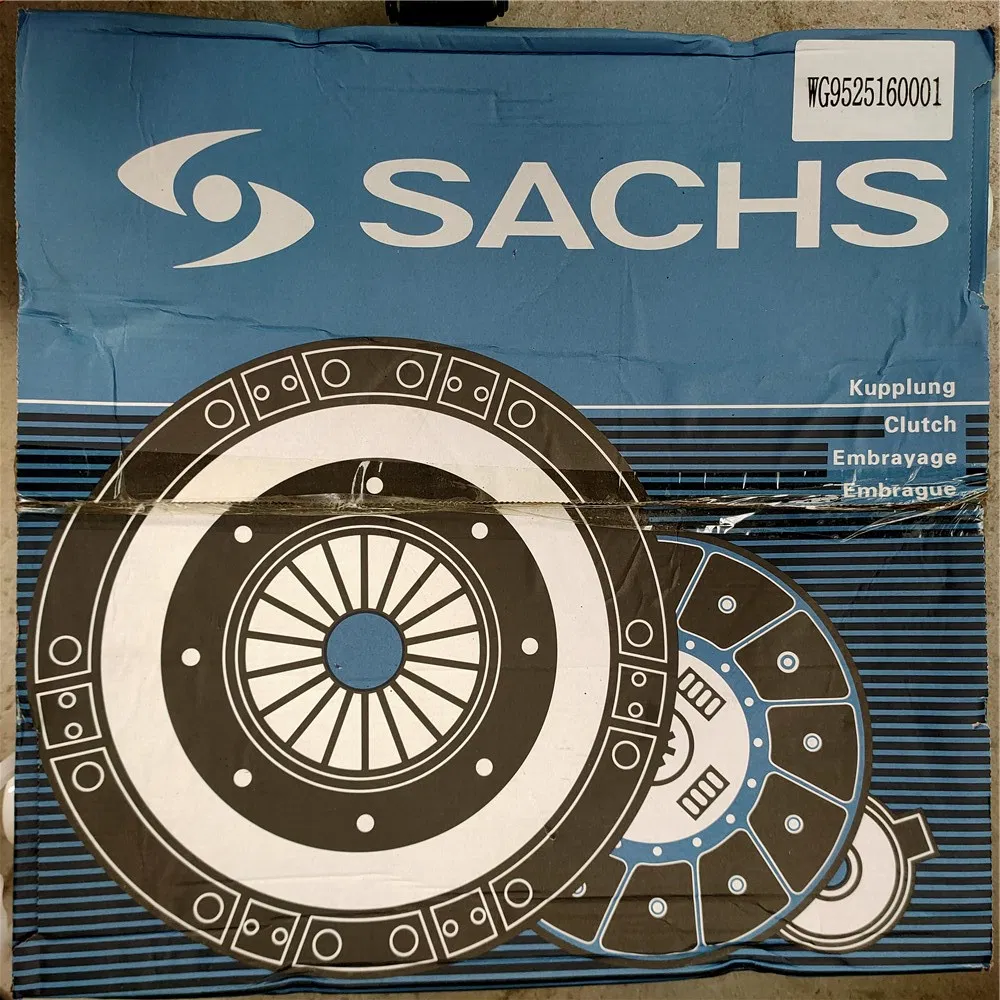 WG9525160001
SACHS
Kupplung
Clutch
Embrayage
Embrague